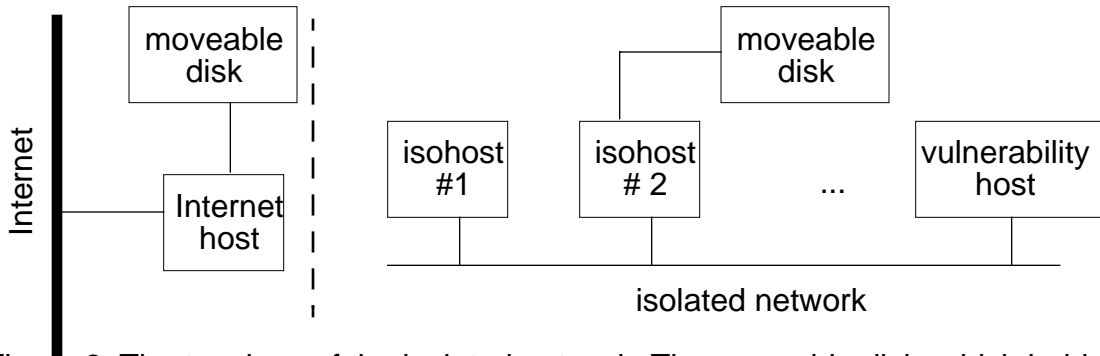 moveable
disk
Internet
Internet
host
moveable
disk
isohost
#1
isohost
# 2
...
vulnerability
host
isolated network